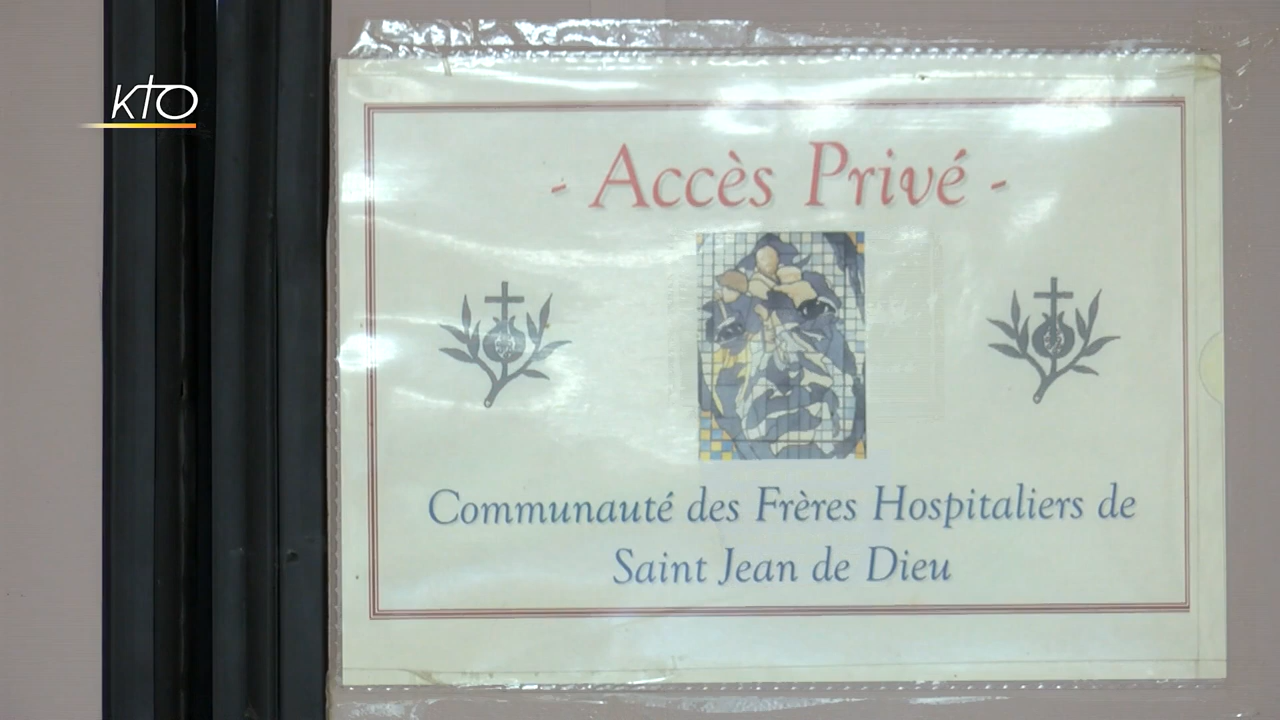 KTO
- Accès Privé -
Communauté des Frères Hospitaliers de
Saint Jean de Dieu